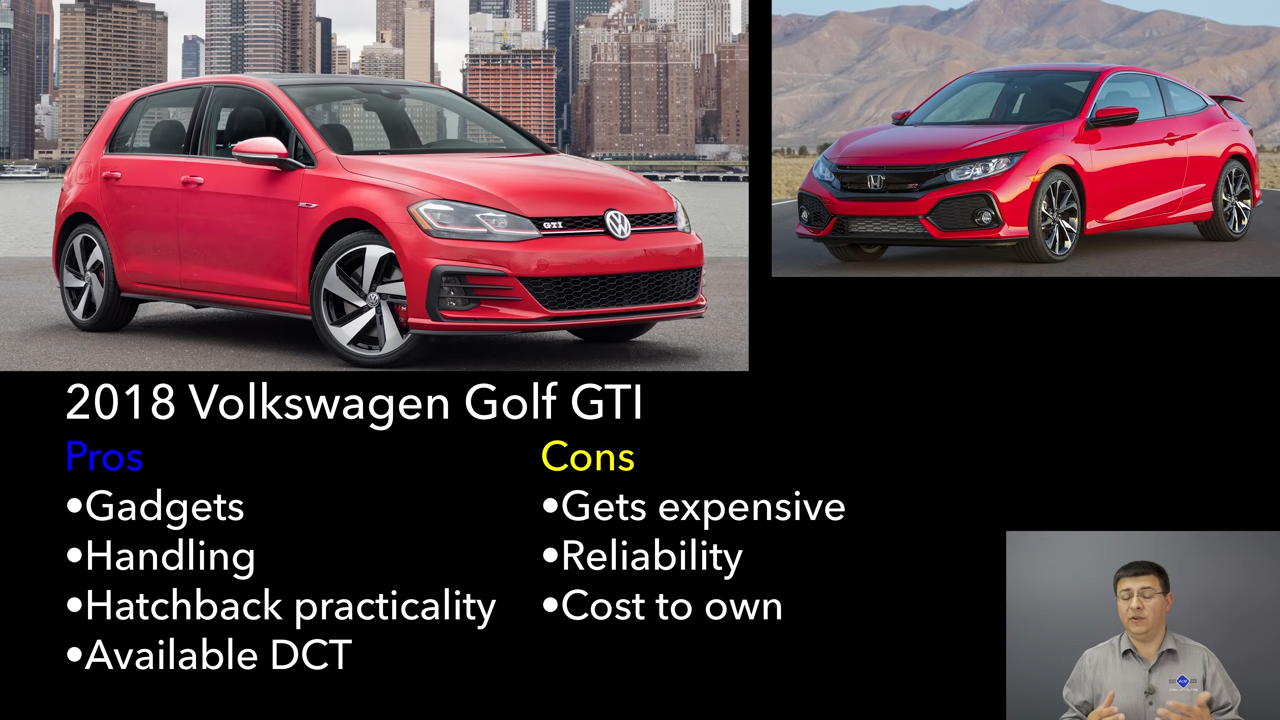 GTI
2018 Volkswagen Golf GTI
Pros
•Gadgets
•Handling
•Hatchback practicality
•Available DCT
Cons
•Gets expensive
•Reliability
•Cost to own